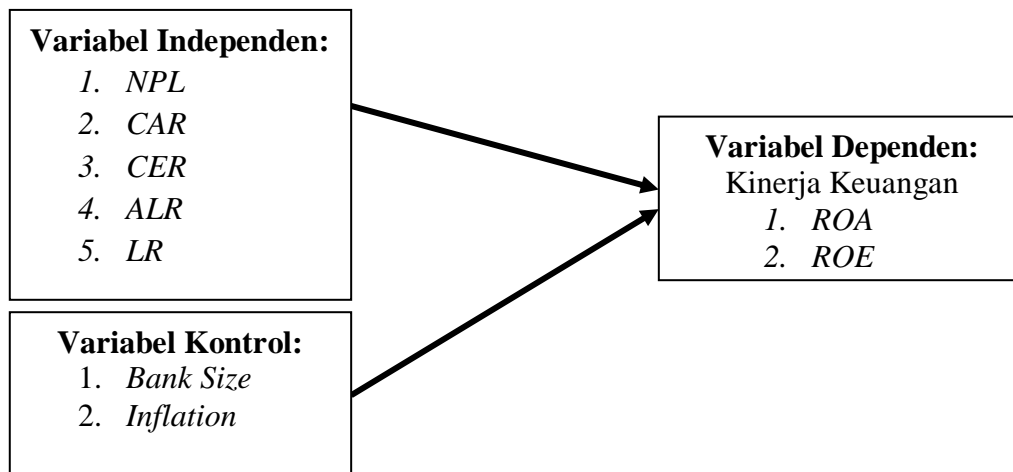 Variabel Independen:
1. NPL
2. CAR
3. CER
4. ALR
5. LR
Variabel Dependen:
Kinerja Keuangan
1. ROA
2. ROE
Variabel Kontrol:
1. Bank Size
2. Inflation